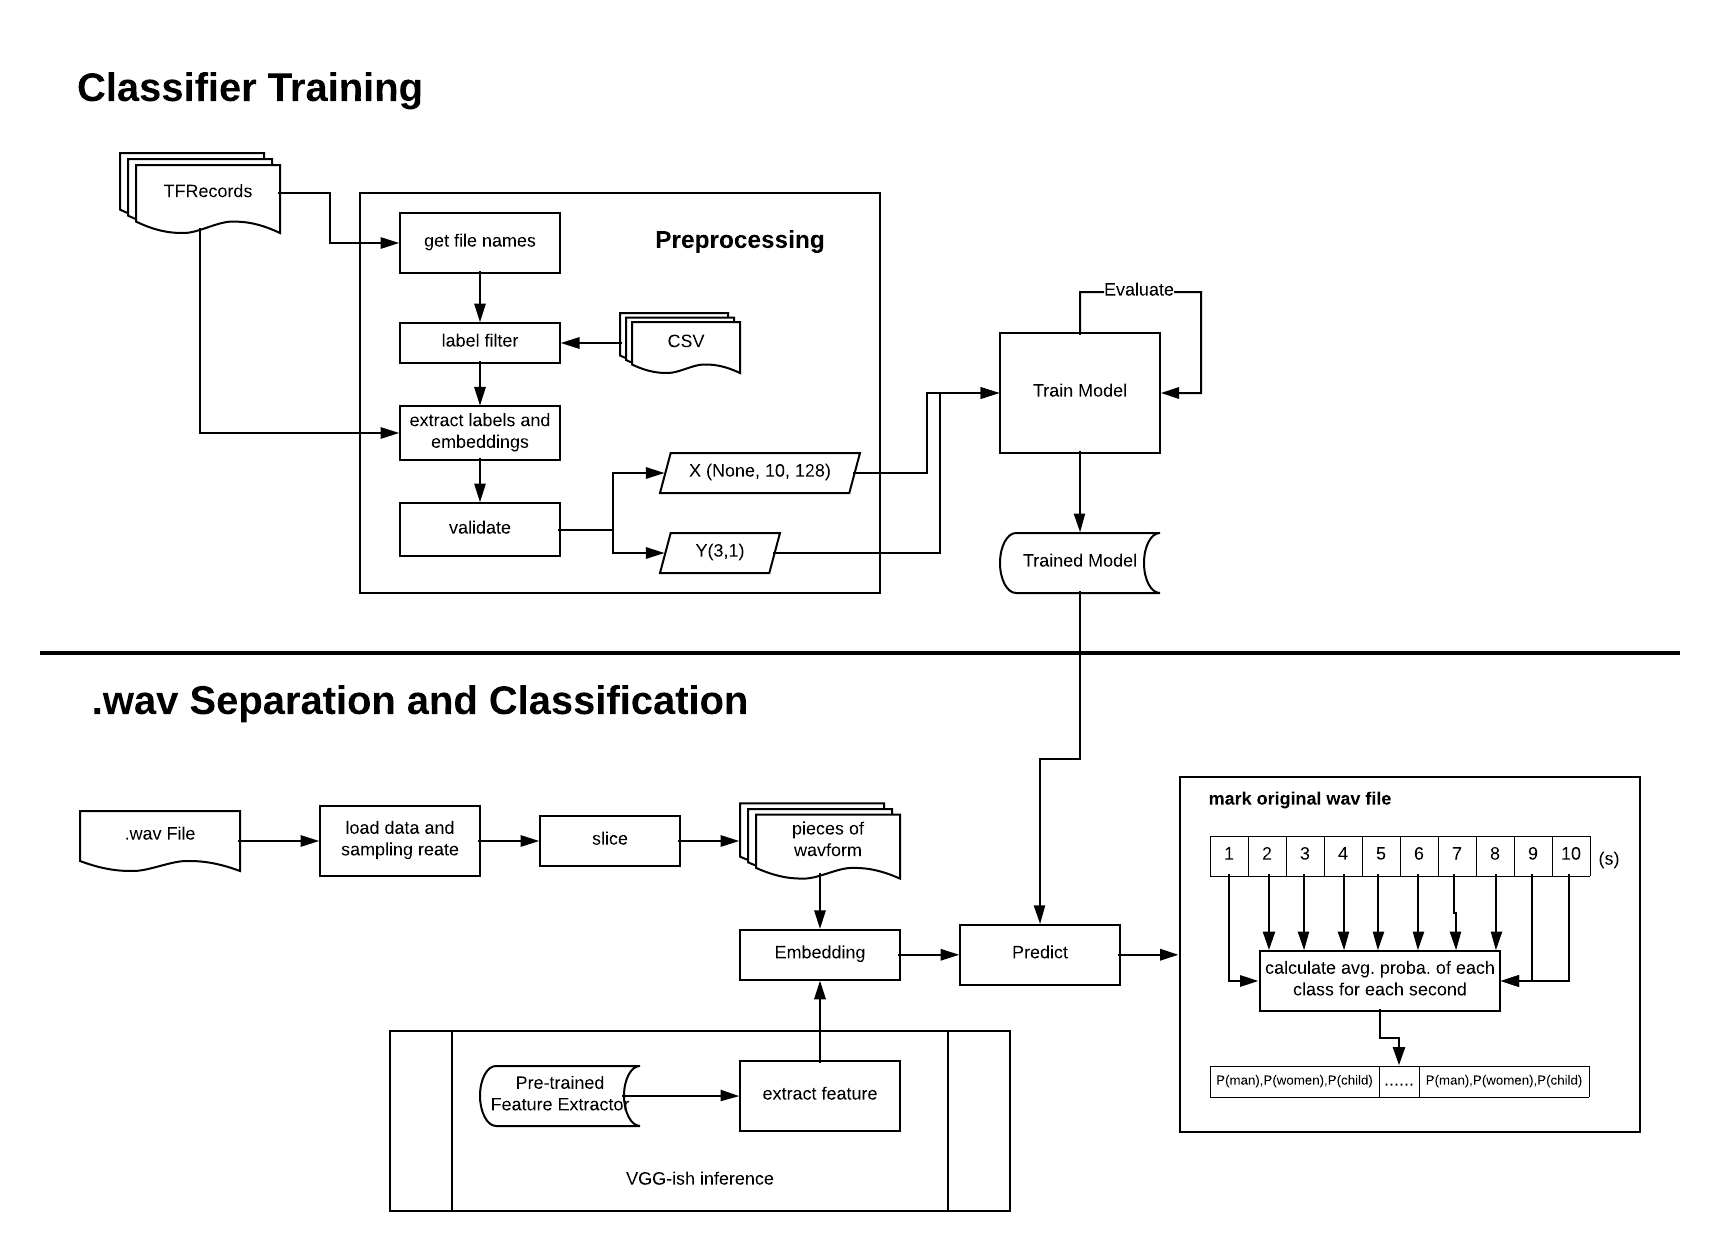 Classifier Training
TFRecords
get file names
Preprocessing
label filter
CSV
extract labels and
embeddings
validate
X (None, 10, 128)
Y(3,1)
Evaluate
Train Model
Trained Model
.wav Separation and Classification
.wav File
load data and
sampling reate
slice
pieces of
wavform
Embedding
Predict
Pre-trained
Feature Extractor
extract feature
VGG-ish inference
mark original wav file
1 2 3 4 5 6 7 8 9 10 (s)
calculate avg. proba. of each
class for each second
P(man),P(women),P(child) ...... P(man),P(women),P(child)